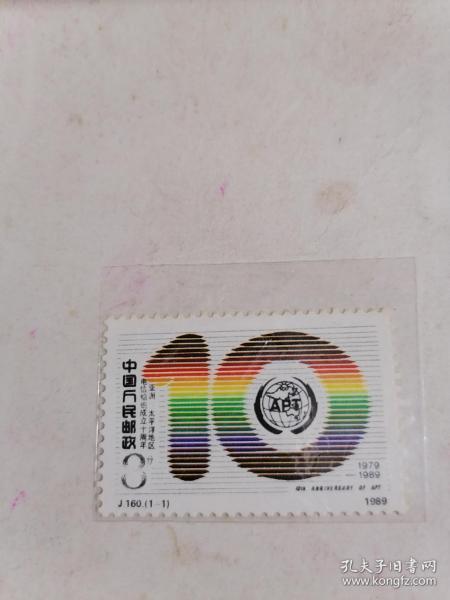 中国人民邮政
8分
亚洲 太平洋地区
电信组织成立十周年
10
APT
1979
—1989
10TH ANNIVERSARY OF APT
J 160.(1-1)
1989
孔夫子旧书网
www.kongfz.com